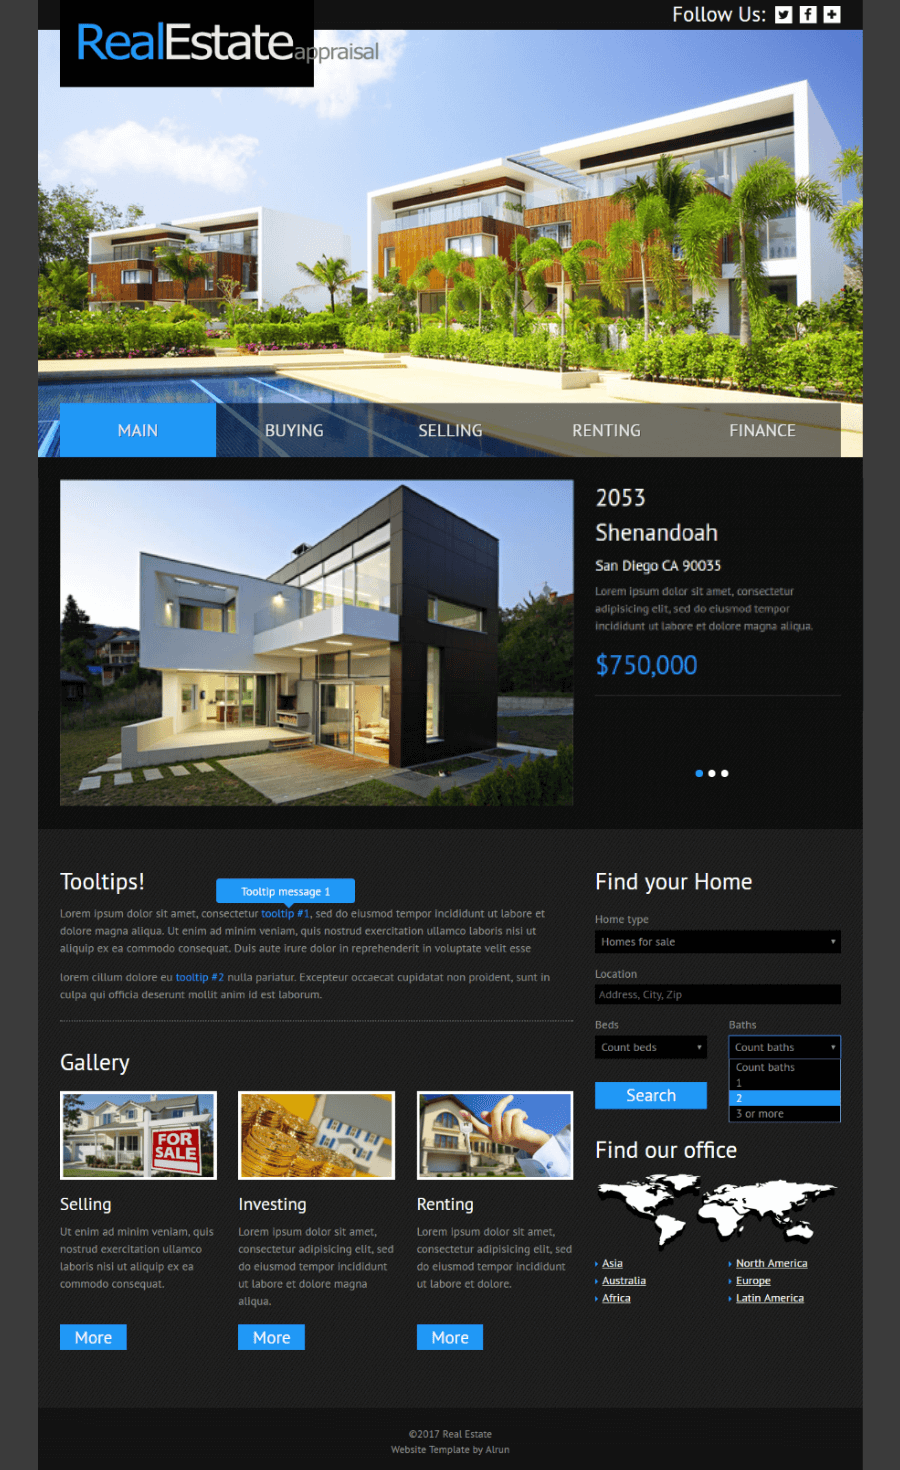 Follow Us:
RealEstate appraisal
MAIN BUYING SELLING RENTING FINANCE
2053
Shenandoah
San Diego CA 90035
Lorem ipsum dolor sit amet, consectetur
adipisicing elit, sed do eiusmod tempor
incididunt ut labore et dolore magna aliqua.
$750,000
Tooltips!
Tooltip message 1
Lorem ipsum dolor sit amet, consectetur tooltip #1, sed do eiusmod tempor incididunt ut labore et
dolore magna aliqua. Ut enim ad minim veniam, quis nostrud exercitation ullamco laboris nisi ut
aliquip ex ea commodo consequat. Duis aute irure dolor in reprehenderit in voluptate velit esse
lorem cillum dolore eu tooltip #2 nulla pariatur. Excepteur occaecat cupidatat non proident, sunt in
culpa qui officia deserunt mollit anim id est laborum.
Gallery
FOR
SALE
Selling
Ut enim ad minim veniam, quis
nostrud exercitation ullamco
laboris nisi ut aliquip ex ea
commodo consequat.
More
Investing
Lorem ipsum dolor sit amet,
consectetur adipisicing elit, sed
do eiusmod tempor incididunt
ut labore et dolore magna
aliqua.
More
Renting
Lorem ipsum dolor sit amet,
consectetur adipisicing elit, sed
do eiusmod tempor incididunt
ut labore et dolore.
More
Find your Home
Home type
Homes for sale
Location
Address, City, Zip
Beds
Count beds
Baths
Count baths
Count baths
1
2
3 or more
Search
Find our office
Asia
Australia
Africa
North America
Europe
Latin America
©2017 Real Estate
Website Template by Alrun